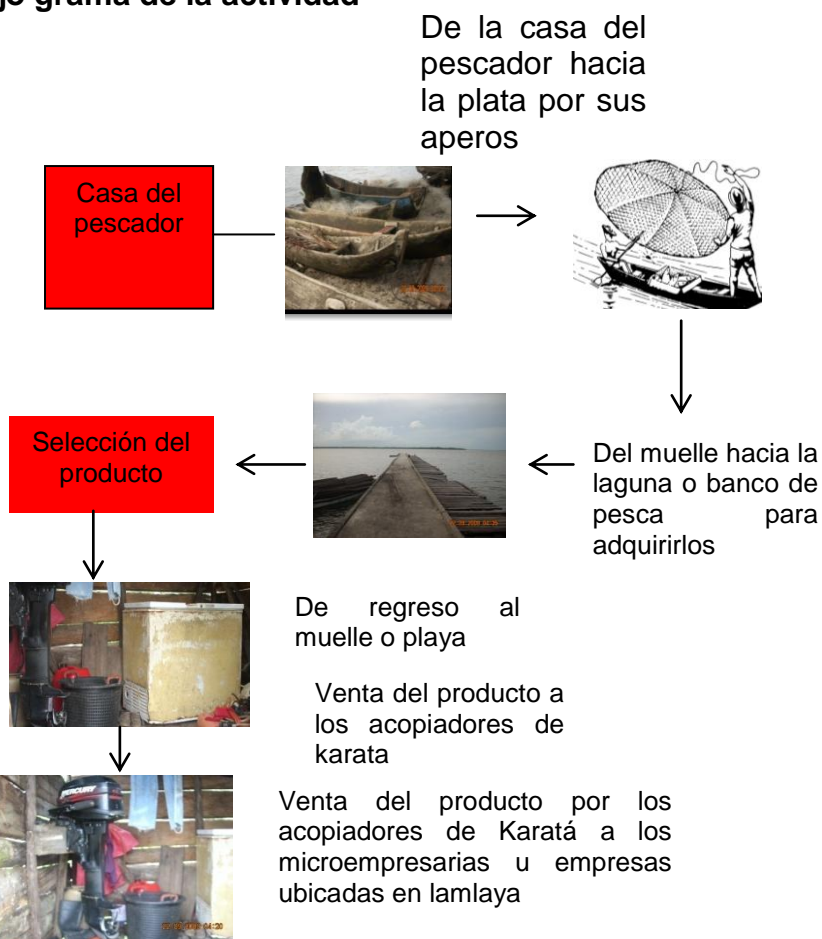 jo grama de la actividad
De la casa del
pescador hacia
la plata por sus
aperos
Casa del
pescador
Selección del
producto
Del muelle hacia la
laguna o banco de
pesca para
adquirirlos
De regreso al
muelle o playa
Venta del producto a
los acopiadores de
karata
Venta del producto por los
acopiadores de Karatá a los
microempresarias u empresas
ubicadas en lamlaya
MERCURY